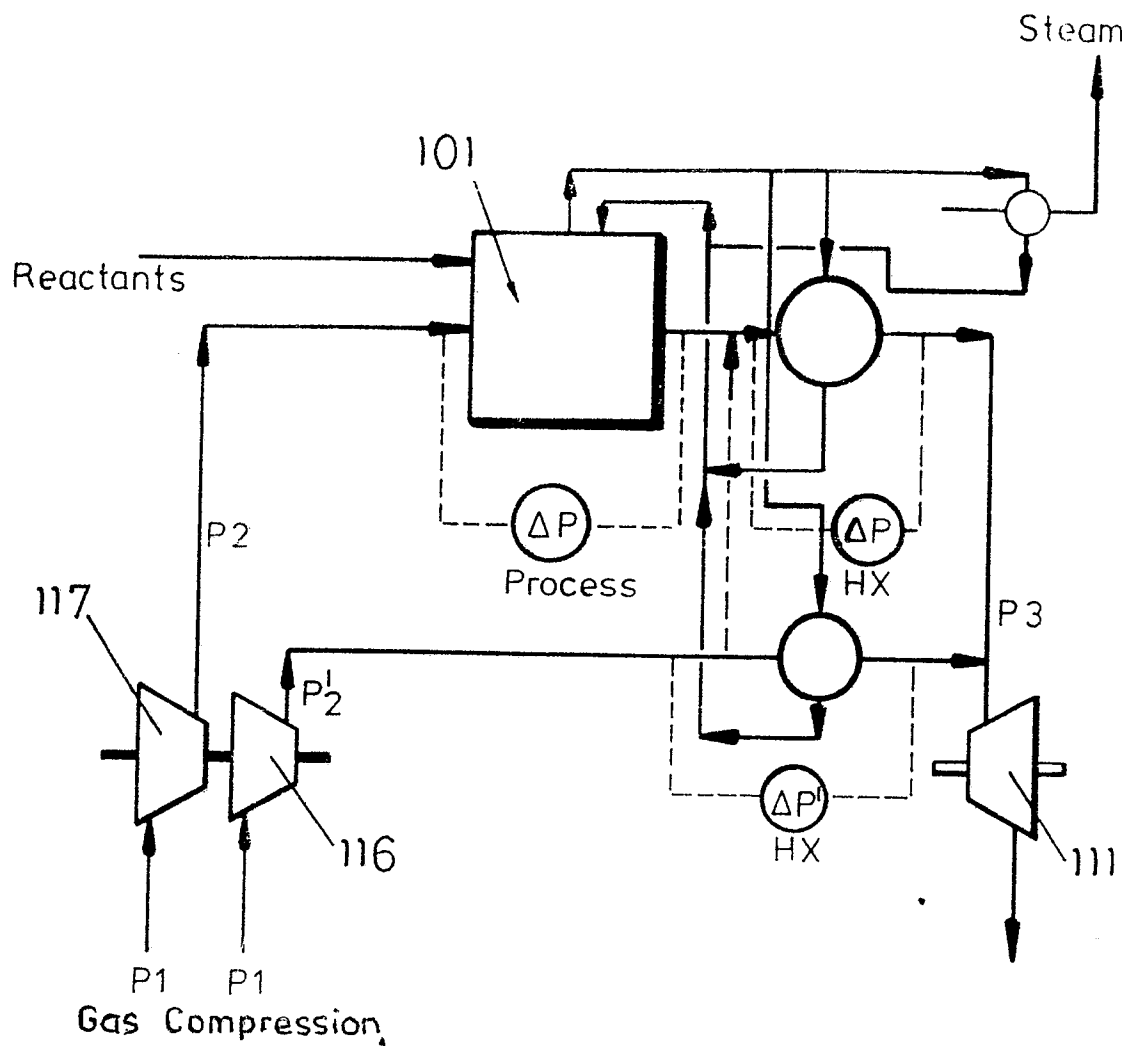 Steam
101
Reactants
P2
ΔP
Process
ΔP
HX
117
P3
P'2
ΔP'
HX
116
111
P1 P1
Gas Compression